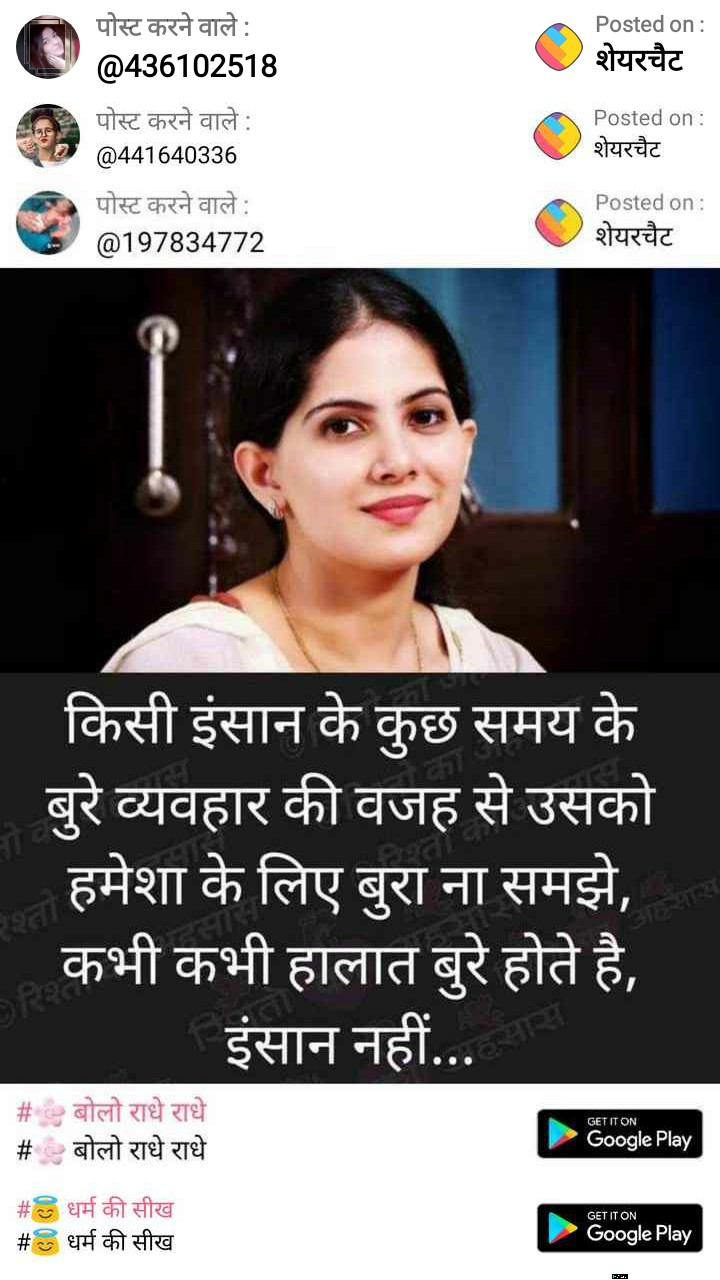 पोस्ट करने वाले :
@436102518
Posted on :
शेयरचैट
पोस्ट करने वाले :
@441640336
Posted on :
शेयरचैट
पोस्ट करने वाले :
@197834772
Posted on :
शेयरचैट
किसी इंसान के कुछ समय के
बुरे व्यवहार की वजह से उसको
हमेशा के लिए बुरा ना समझे,
कभी कभी हालात बुरे होते है,
इंसान नहीं...
#🌸 बोलो राधे राधे
#🌸 बोलो राधे राधे
GET IT ON
Google Play
#😇 धर्म की सीख
#😇 धर्म की सीख
GET IT ON
Google Play